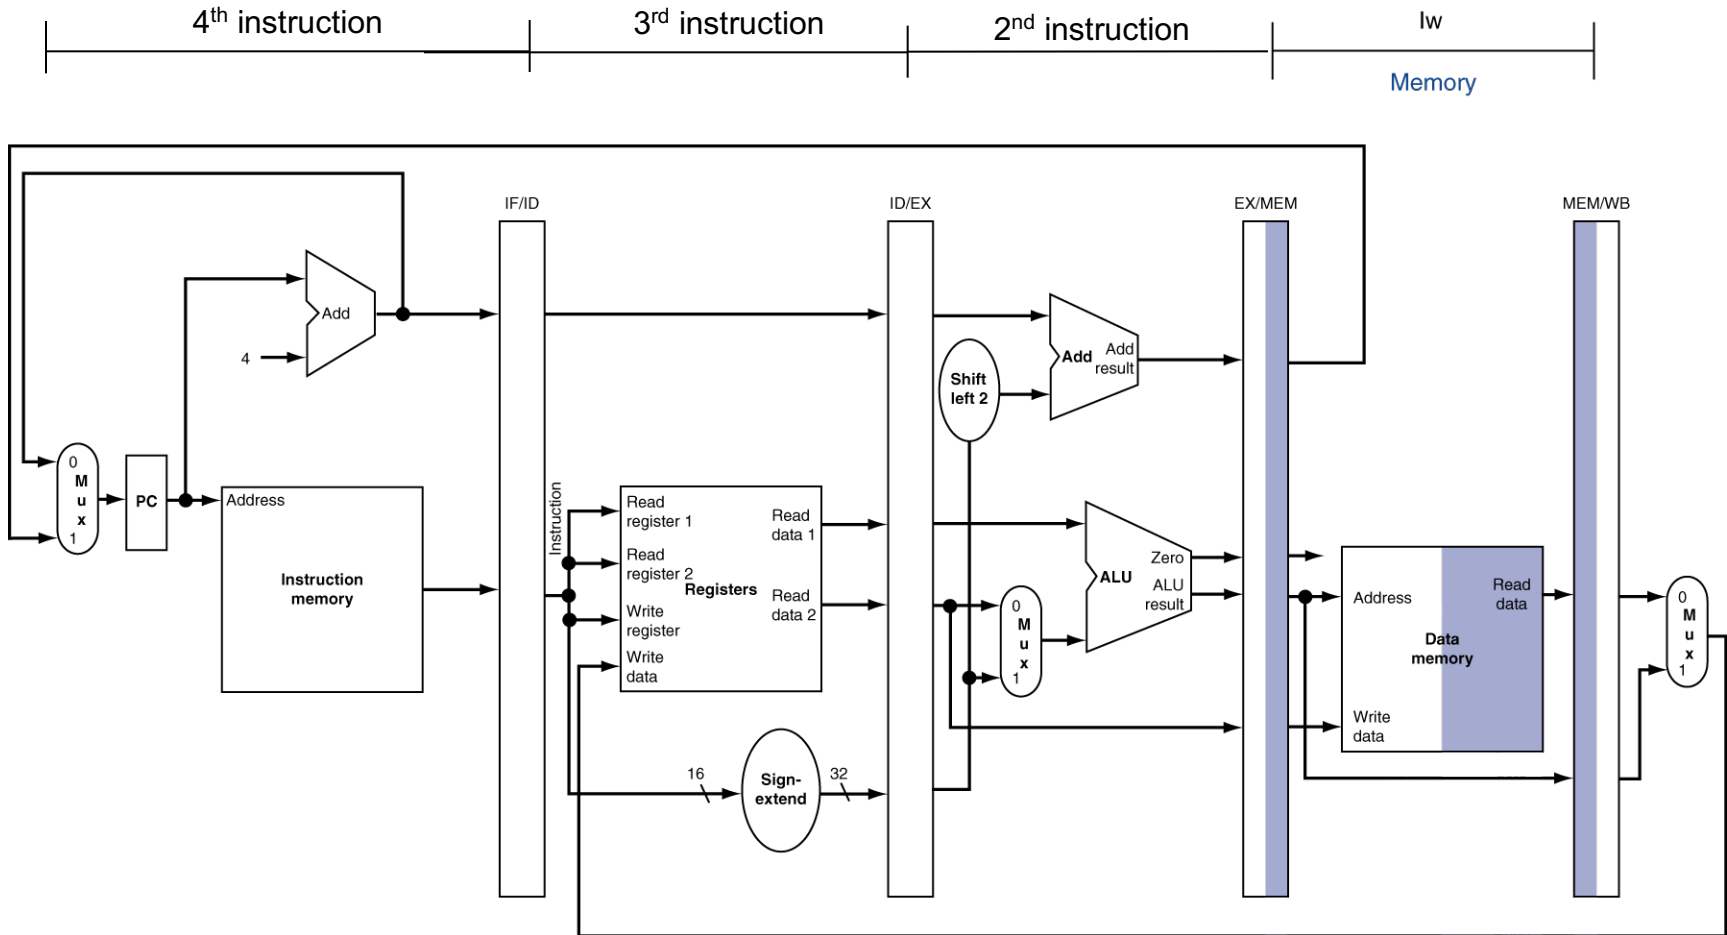 4th instruction
3rd instruction
2nd instruction
lw
Memory
IF/ID
ID/EX
EX/MEM
MEM/WB
Add
4
Add
Add
result
Shift
left 2
0
M
u
x
1
PC
Address
Instruction
memory
Instruction
Read
register 1
Read
register 2
Write
register
Write
data
Registers
Read
data 1
Read
data 2
16
Sign-
extend
32
0
M
u
x
1
Zero
ALU
ALU
result
Address
Read
data
Data
memory
Write
data
0
M
u
x
1